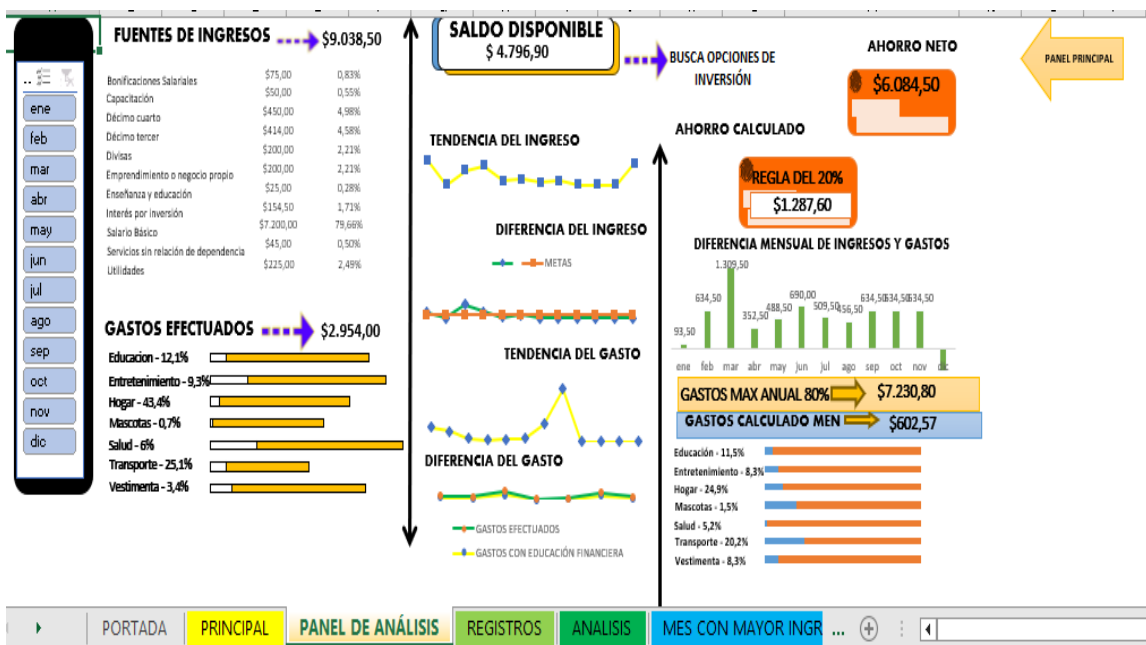 FUENTES DE INGRESOS $9.038,50
Bonificaciones Salariales $75,00 0,83%
Capacitación $50,00 0,55%
Décimo cuarto $450,00 4,98%
Décimo tercer $414,00 4,58%
Divisas $200,00 2,21%
Emprendimiento o negocio propio $200,00 2,21%
Enseñanza y educación $25,00 0,28%
Interés por inversión $154,50 1,71%
Salario Básico $7.200,00 79,66%
Servicios sin relación de dependencia $45,00 0,50%
Utilidades $225,00 2,49%
ene
feb
mar
abr
may
jun
jul
ago
sep
oct
nov
dic
GASTOS EFECTUADOS $2.954,00
Educacion - 12,1%
Entretenimiento - 9,3%
Hogar - 43,4%
Mascotas - 0,7%
Salud - 6%
Transporte - 25,1%
Vestimenta - 3,4%
SALDO DISPONIBLE
$ 4.796,90
BUSCA OPCIONES DE
INVERSIÓN
TENDENCIA DEL INGRESO
DIFERENCIA DEL INGRESO
METAS
TENDENCIA DEL GASTO
DIFERENCIA DEL GASTO
GASTOS EFECTUADOS
GASTOS CON EDUCACIÓN FINANCIERA
AHORRO NETO
$6.084,50
PANEL PRINCIPAL
AHORRO CALCULADO
REGLA DEL 20%
$1.287,60
DIFERENCIA MENSUAL DE INGRESOS Y GASTOS
93,50 634,50 1.309,50 352,50 488,50 690,00 509,50 456,50 634,50 634,50 634,50
ene feb mar abr may jun jul ago sep oct nov dic
GASTOS MAX ANUAL 80% $7.230,80
GASTOS CALCULADO MEN $602,57
Educación - 11,5%
Entretenimiento - 8,3%
Hogar - 24,9%
Mascotas - 1,5%
Salud - 5,2%
Transporte - 20,2%
Vestimenta - 8,3%
PORTADA PRINCIPAL PANEL DE ANÁLISIS REGISTROS ANALISIS MES CON MAYOR INGR ...